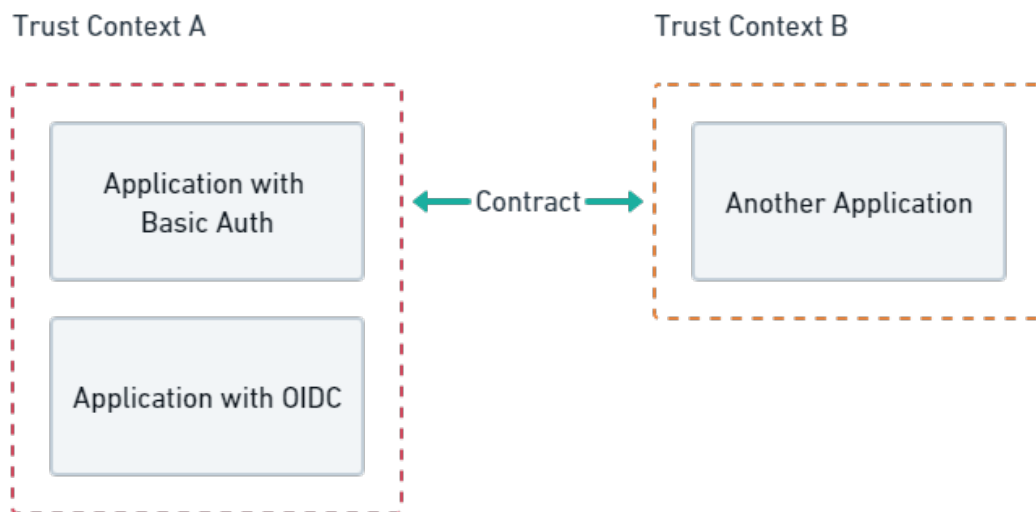 Trust Context A
Trust Context B
Application with
Basic Auth
Contract
Another Application
Application with OIDC